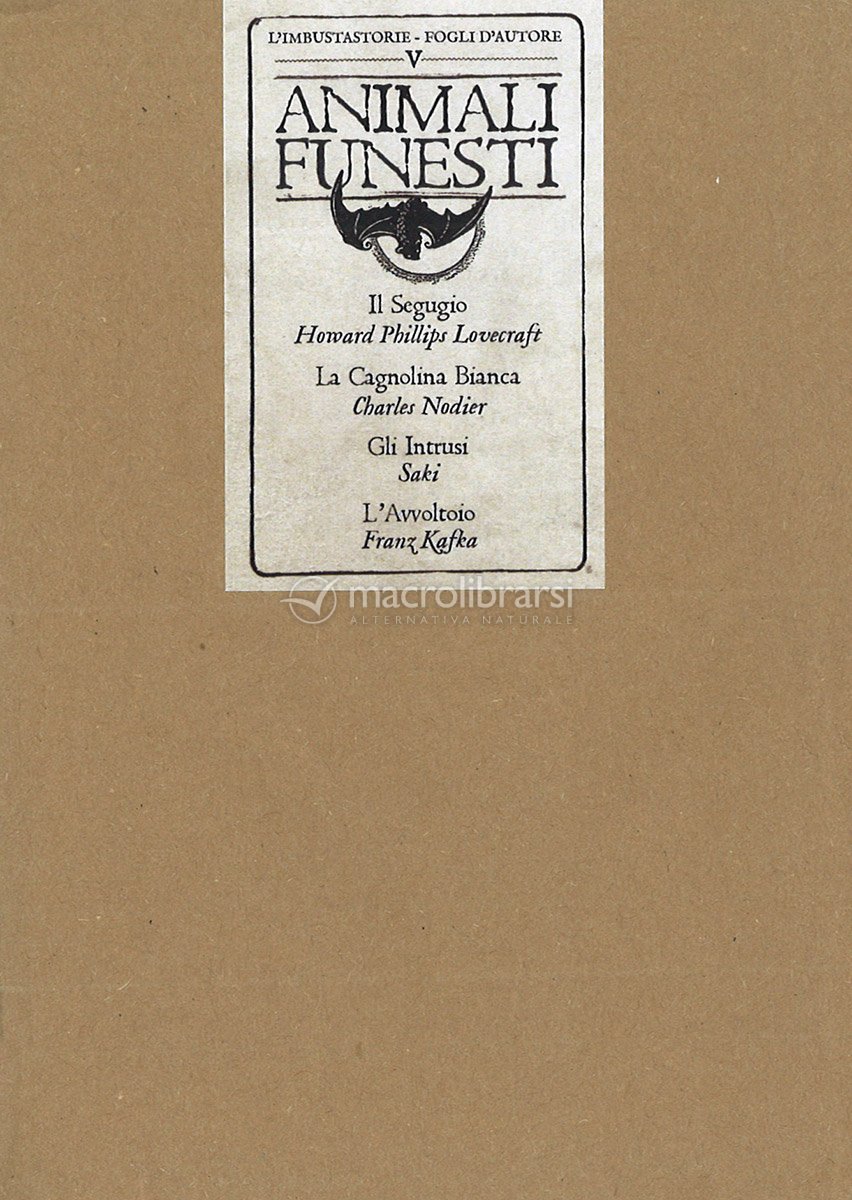 L'IMBUSTASTORIE - FOGLI D'AUTORE
V
ANIMALI
FUNESTI
Il Segugio
Howard Phillips Lovecraft
La Cagnolina Bianca
Charles Nodier
Gli Intrusi
Saki
L'Avvoltoio
Franz Kafka
macrolibrarsi
ALTERNATIVA NATURALE